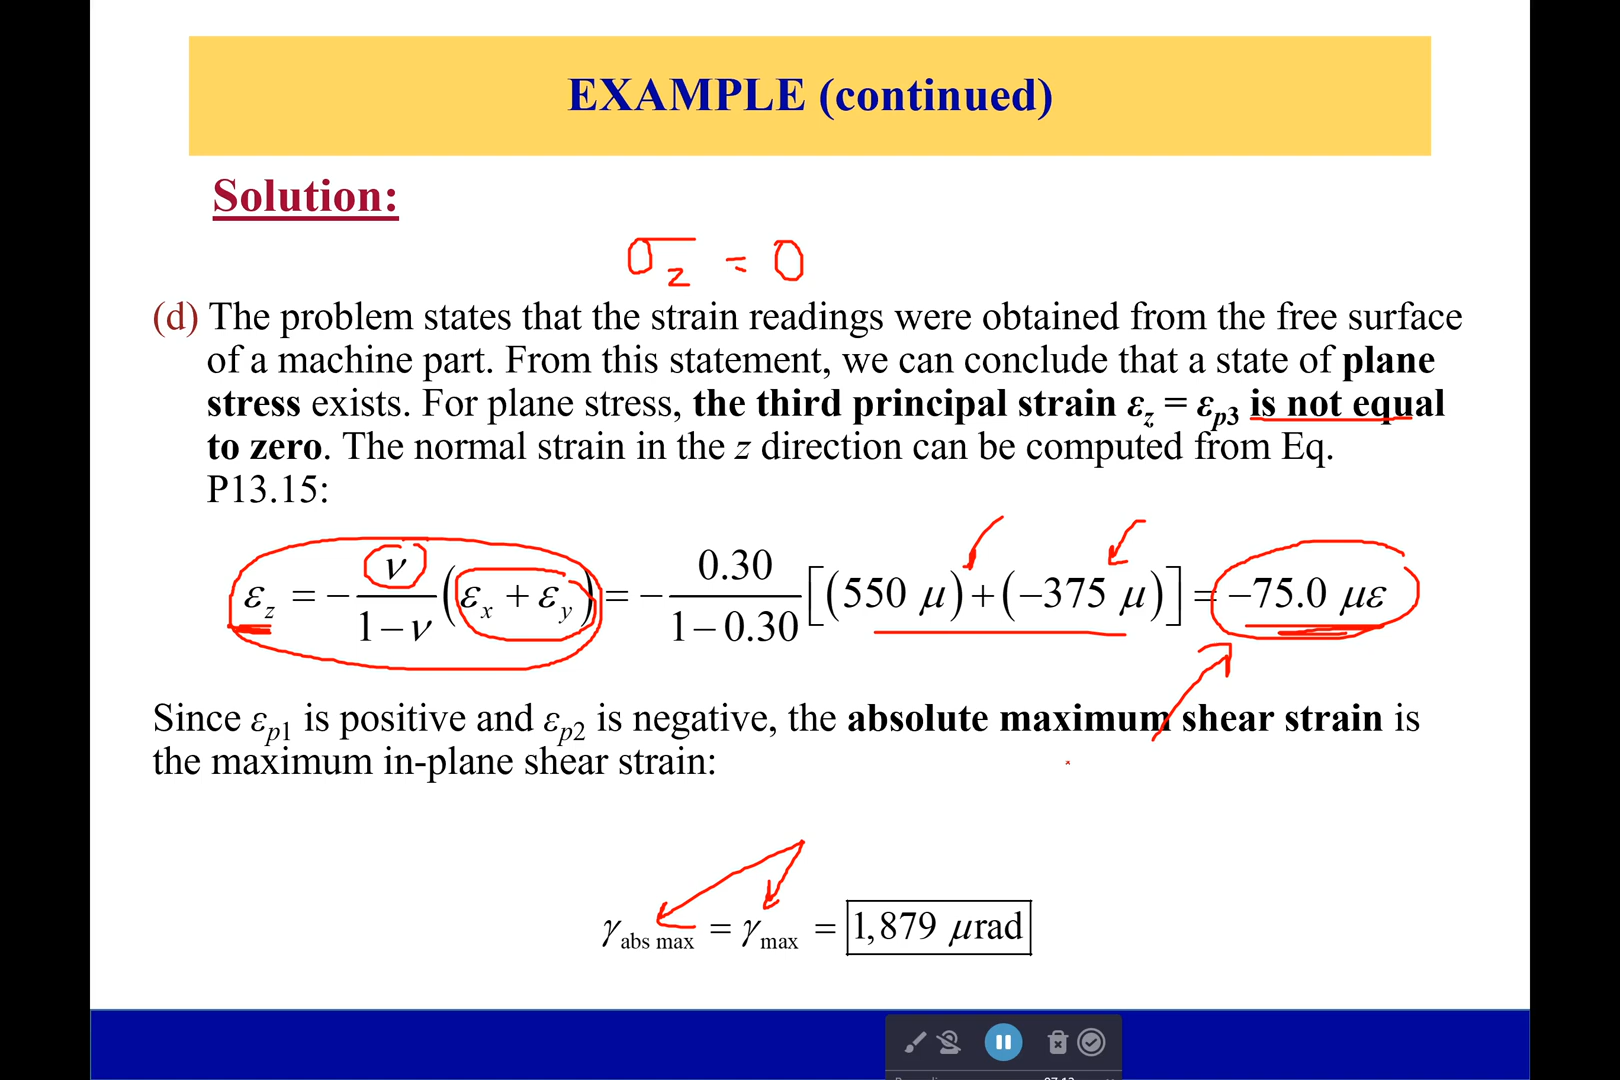 EXAMPLE (continued)
Solution:
σz = 0
(d) The problem states that the strain readings were obtained from the free surface
of a machine part. From this statement, we can conclude that a state of plane
stress exists. For plane stress, the third principal strain εz = εp3 is not equal
to zero. The normal strain in the z direction can be computed from Eq.
P13.15:
εz = −ν/(1−ν) (εx + εy) = −0.30/(1−0.30) [(550 μ)+(−375 μ)] = −75.0 με
Since εp1 is positive and εp2 is negative, the absolute maximum shear strain is
the maximum in-plane shear strain:
γabs max = γmax = 1,879 μrad